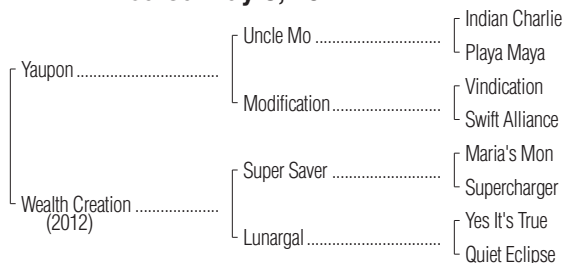 Indian Charlie
Uncle Mo
Playa Maya
Yaupon
Vindication
Modification
Swift Alliance
Maria's Mon
Super Saver
Supercharger
Wealth Creation
(2012)
Yes It's True
Lunargal
Quiet Eclipse